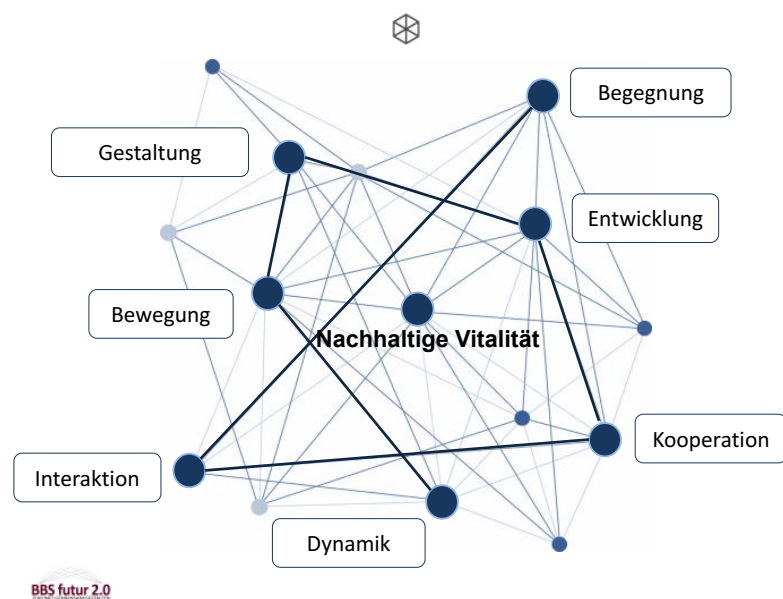 Begegnung
Gestaltung
Entwicklung
Bewegung
Nachhaltige Vitalität
Kooperation
Interaktion
Dynamik
BBS futur 2.0